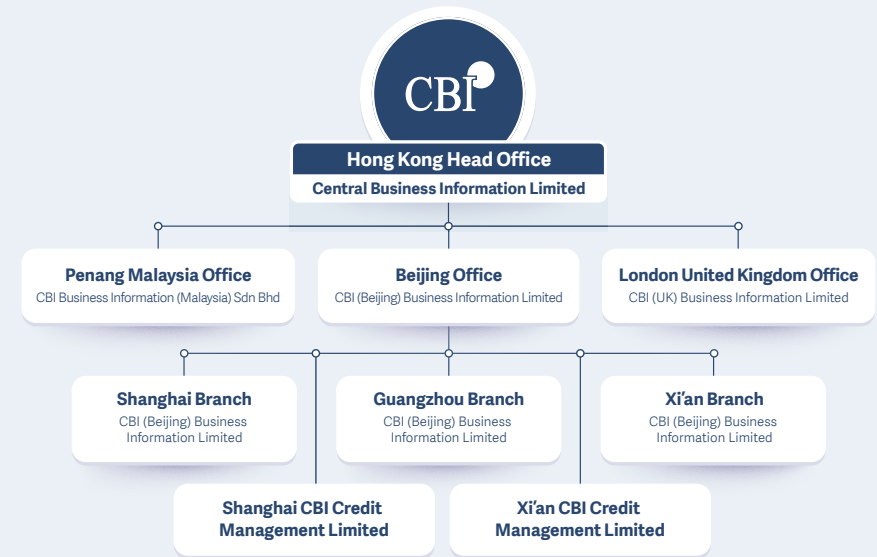 CBI
Hong Kong Head Office
Central Business Information Limited
Penang Malaysia Office
CBI Business Information (Malaysia) Sdn Bhd
Beijing Office
CBI (Beijing) Business Information Limited
London United Kingdom Office
CBI (UK) Business Information Limited
Shanghai Branch
CBI (Beijing) Business
Information Limited
Guangzhou Branch
CBI (Beijing) Business
Information Limited
Xi’an Branch
CBI (Beijing) Business
Information Limited
Shanghai CBI Credit
Management Limited
Xi’an CBI Credit
Management Limited